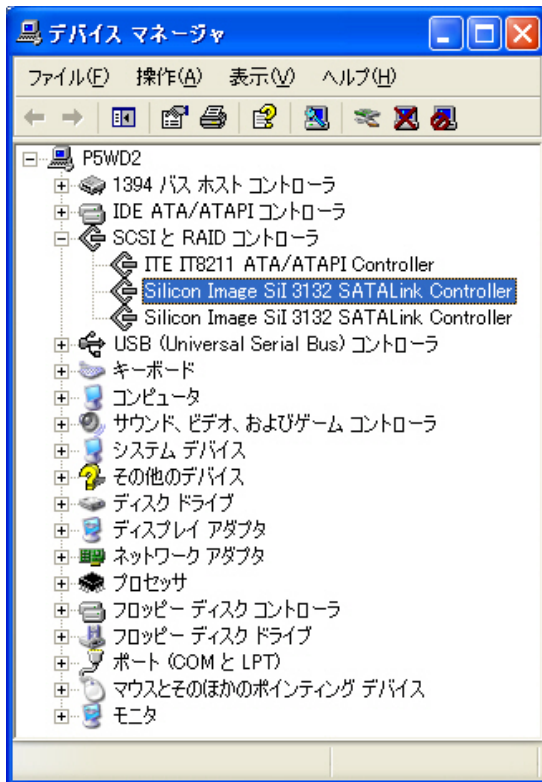 デバイス マネージャ
ファイル(F) 操作(A) 表示(V) ヘルプ(H)
P5WD2
1394 バス ホスト コントローラ
IDE ATA/ATAPI コントローラ
SCSI と RAID コントローラ
ITE IT8211 ATA/ATAPI Controller
Silicon Image SiI 3132 SATALink Controller
Silicon Image SiI 3132 SATALink Controller
USB (Universal Serial Bus) コントローラ
キーボード
コンピュータ
サウンド、ビデオ、およびゲーム コントローラ
システム デバイス
その他のデバイス
ディスク ドライブ
ディスプレイ アダプタ
ネットワーク アダプタ
プロセッサ
フロッピー ディスク コントローラ
フロッピー ディスク ドライブ
ポート (COM と LPT)
マウスとそのほかのポインティング デバイス
モニタ